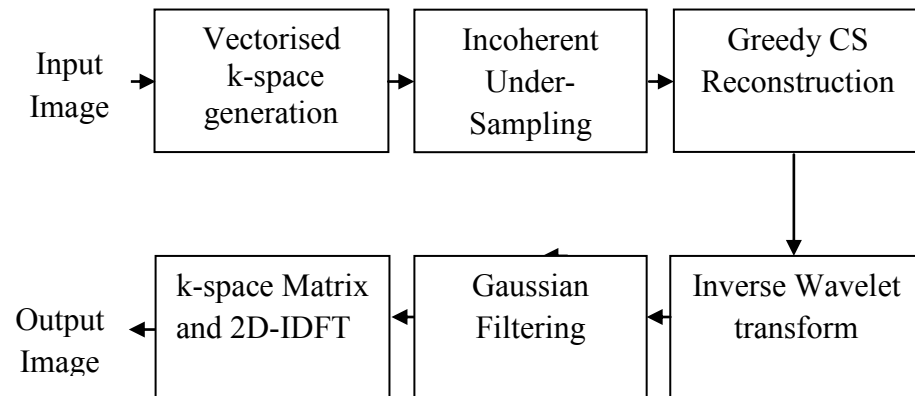 Input
Image
Vectorised
k-space
generation
Incoherent
Under-
Sampling
Greedy CS
Reconstruction
Output
Image
k-space Matrix
and 2D-IDFT
Gaussian
Filtering
Inverse Wavelet
transform